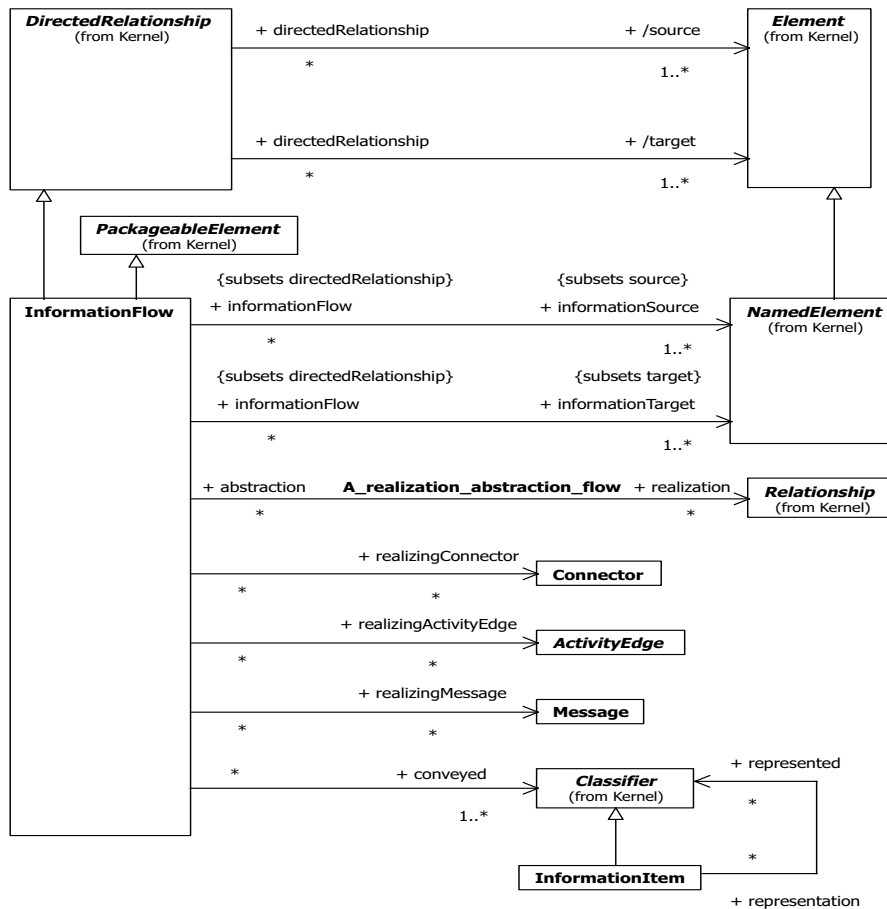 DirectedRelationship
(from Kernel)
+ directedRelationship
+ /source
*
1..*
Element
(from Kernel)
+ directedRelationship
+ /target
*
1..*
PackageableElement
(from Kernel)
InformationFlow
{subsets directedRelationship}
{subsets source}
+ informationFlow
+ informationSource
*
1..*
NamedElement
(from Kernel)
{subsets directedRelationship}
{subsets target}
+ informationFlow
+ informationTarget
*
1..*
+ abstraction
A_realization_abstraction_flow
+ realization
*
*
Relationship
(from Kernel)
+ realizingConnector
*
*
Connector
+ realizingActivityEdge
*
*
ActivityEdge
+ realizingMessage
*
*
Message
*
+ conveyed
1..*
Classifier
(from Kernel)
+ represented
*
*
InformationItem
+ representation